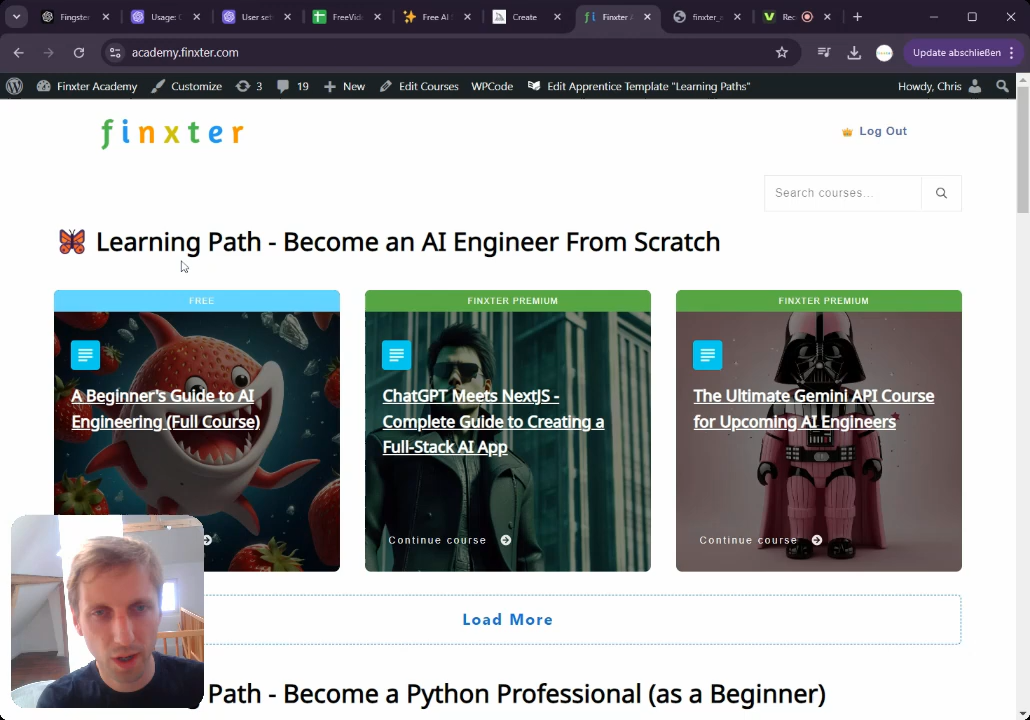 Fingster
Usage: C
User set
FreeVid
Free AI
Create
Finxter A
finxter_a
Rec
academy.finxter.com
Update abschließen
Finxter Academy
Customize
3
19
New
Edit Courses
WPCode
Edit Apprentice Template "Learning Paths"
Howdy, Chris
finxter
Log Out
Search courses...
Learning Path - Become an AI Engineer From Scratch
FREE
FINXTER PREMIUM
FINXTER PREMIUM
A Beginner's Guide to AI
Engineering (Full Course)
ChatGPT Meets NextJS -
Complete Guide to Creating a
Full-Stack AI App
The Ultimate Gemini API Course
for Upcoming AI Engineers
Continue course
Continue course
Load More
Path - Become a Python Professional (as a Beginner)